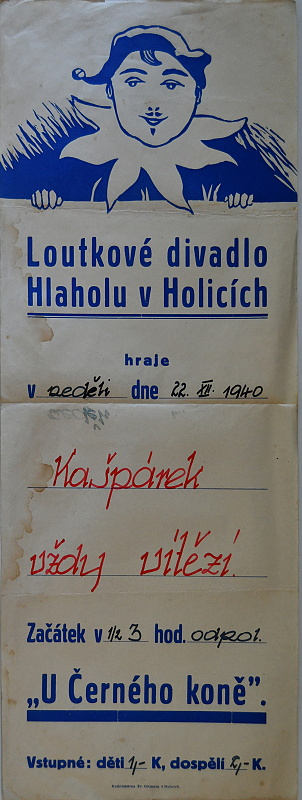 Loutkové divadlo
Hlaholu v Holicích
hraje
v neděli dne 22. XII. 1940
Kašpárek
vždy vítězí.
Začátek v 1/2 3 hod. odpol.
„U Černého koně”.
Vstupné: děti 1,- K, dospělí 2,- K.